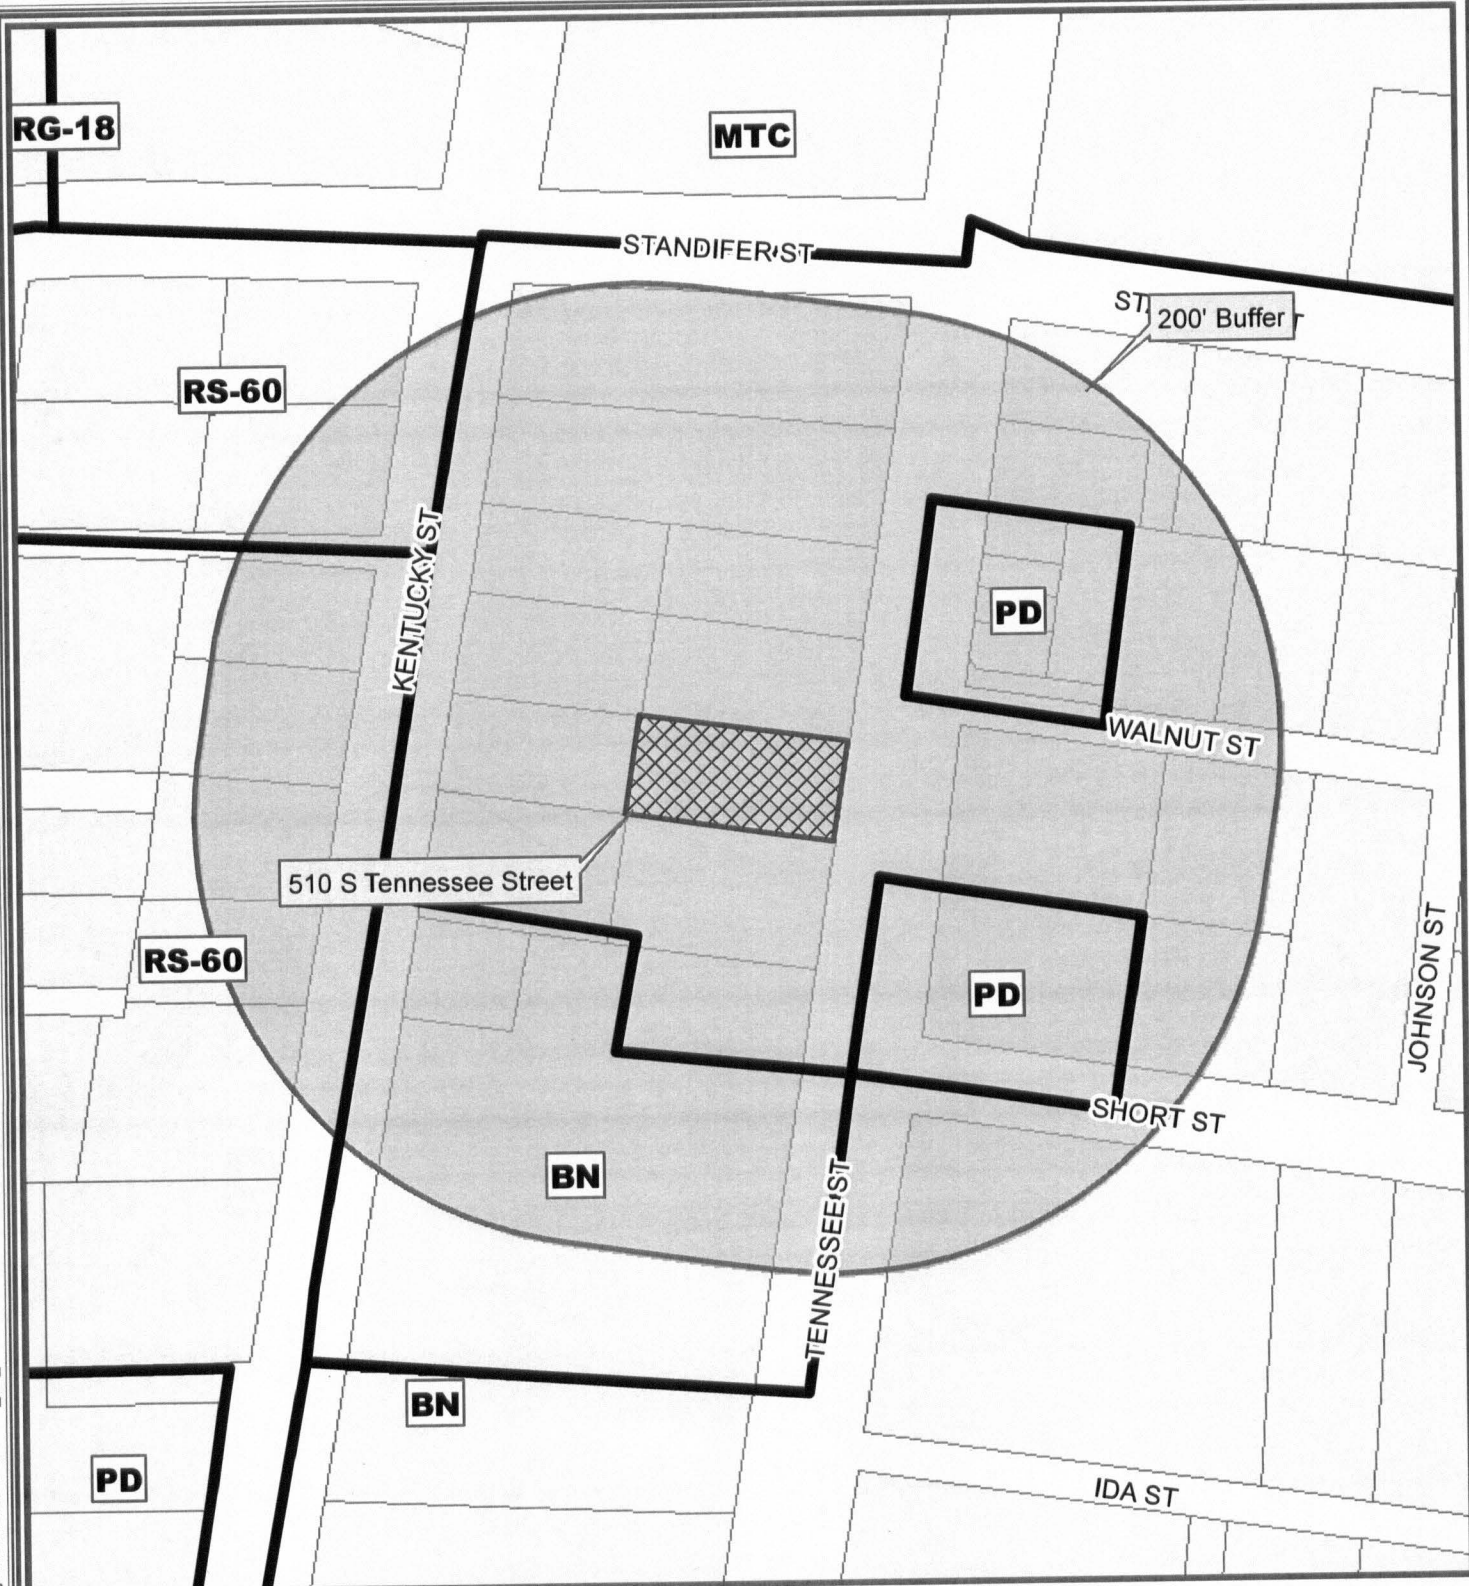 RG-18
MTC
STANDIFER ST
ST
200' Buffer
RS-60
KENTUCKY ST
PD
WALNUT ST
510 S Tennessee Street
RS-60
PD
JOHNSON ST
SHORT ST
BN
TENNESSEE ST
BN
PD
IDA ST